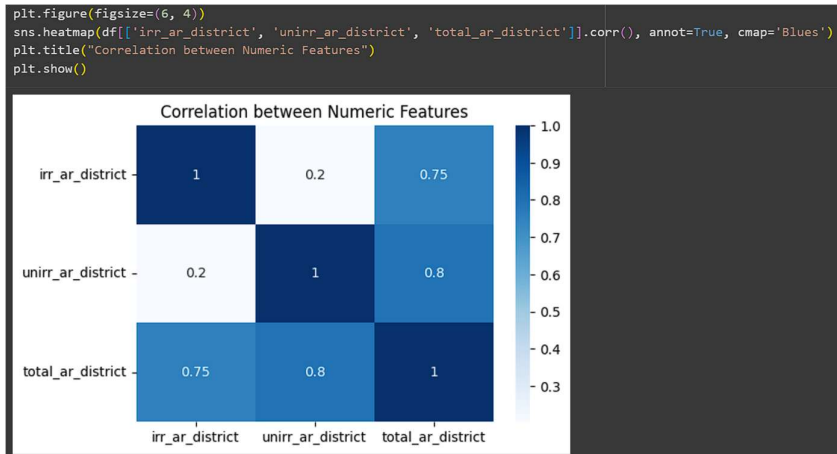 plt.figure(figsize=(6, 4))
sns.heatmap(df[['irr_ar_district', 'unirr_ar_district', 'total_ar_district']].corr(), annot=True, cmap='Blues')
plt.title("Correlation between Numeric Features")
plt.show()
Correlation between Numeric Features
irr_ar_district
1
0.2
0.75
unirr_ar_district
0.2
1
0.8
total_ar_district
0.75
0.8
1
irr_ar_district
unirr_ar_district
total_ar_district
1.0
0.9
0.8
0.7
0.6
0.5
0.4
0.3